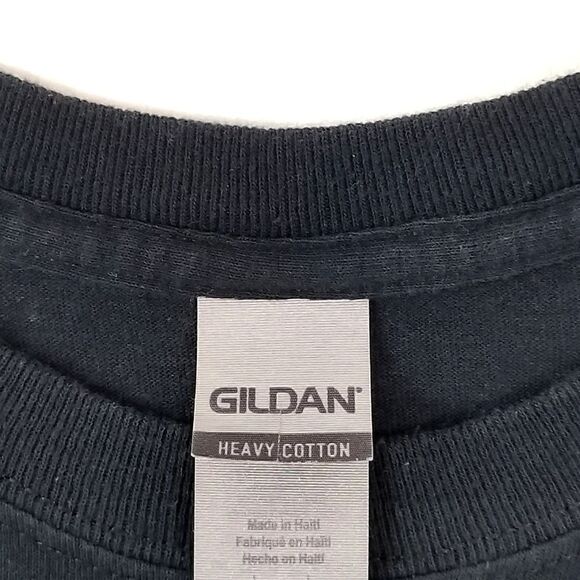 GILDAN®
HEAVY COTTON
Made in Haiti
Fabriqué en Haïti
Hecho en Haití